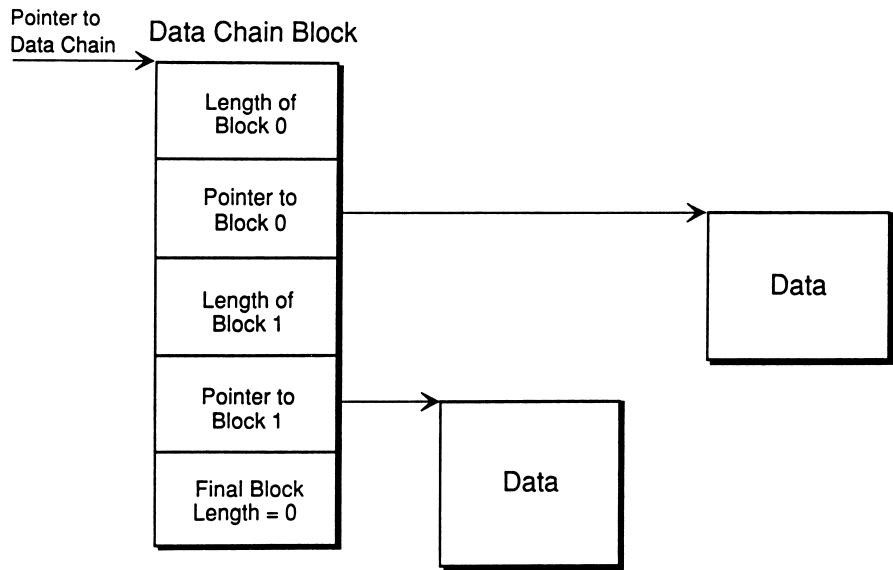 Pointer to
Data Chain
Data Chain Block
Length of
Block 0
Pointer to
Block 0
Data
Length of
Block 1
Pointer to
Block 1
Data
Final Block
Length = 0